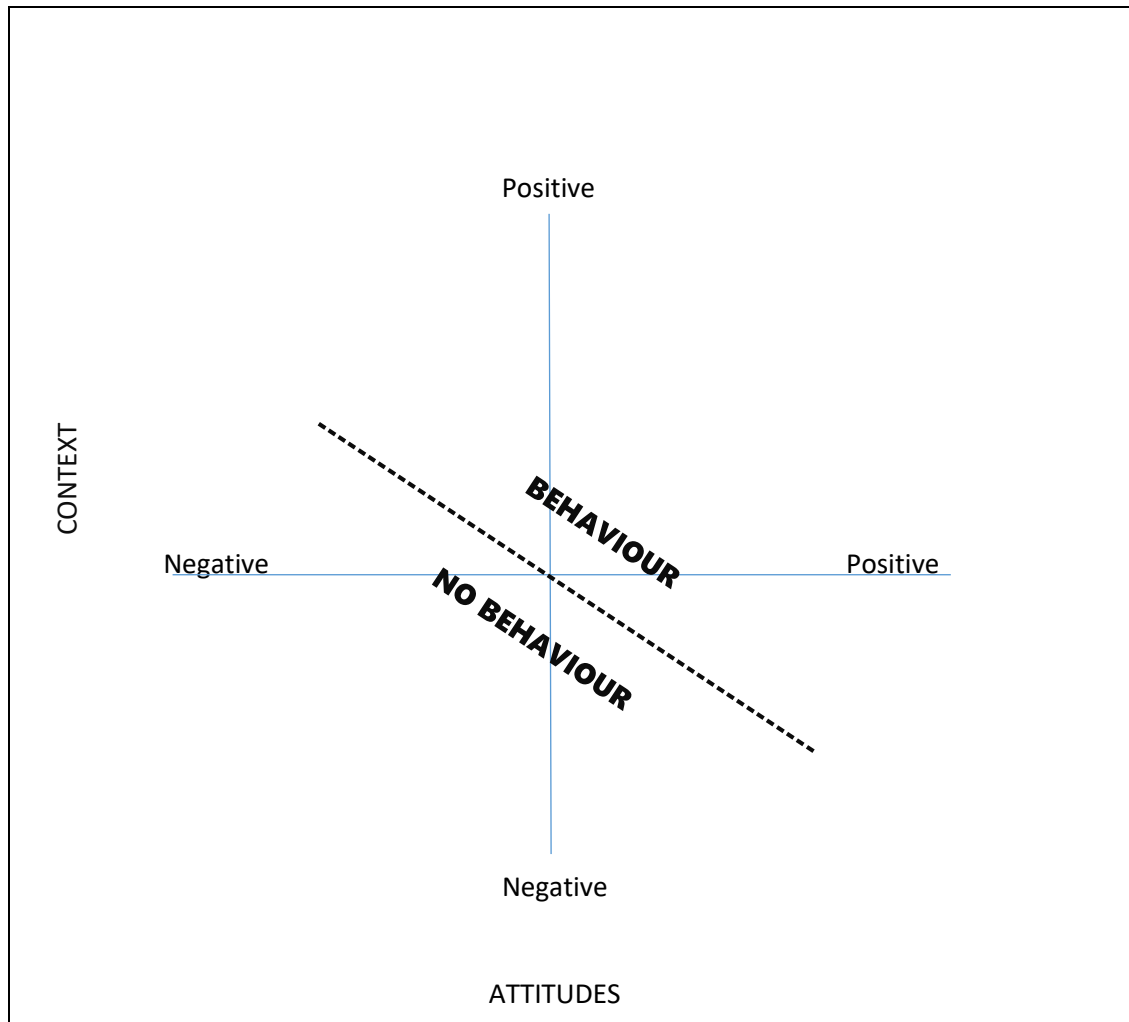 Positive
CONTEXT
BEHAVIOUR
Negative
Positive
NO BEHAVIOUR
Negative
ATTITUDES